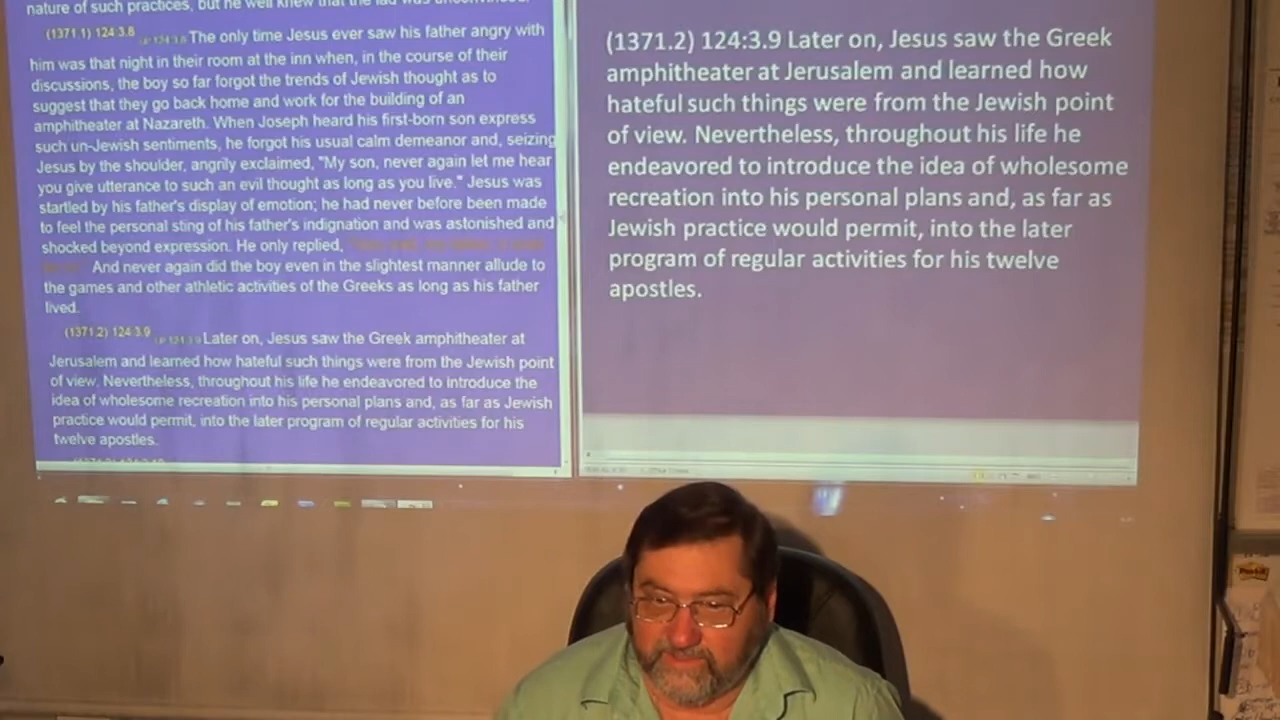 nature of such practices, but he well knew that the lad was unconvinced.
(1371.1) 124:3.8 The only time Jesus ever saw his father angry with
him was that night in their room at the inn when, in the course of their
discussions, the boy so far forgot the trends of Jewish thought as to
suggest that they go back home and work for the building of an
amphitheater at Nazareth. When Joseph heard his first-born son express
such un-Jewish sentiments, he forgot his usual calm demeanor and, seizing
Jesus by the shoulder, angrily exclaimed, "My son, never again let me hear
you give utterance to such an evil thought as long as you live." Jesus was
startled by his father's display of emotion; he had never before been made
to feel the personal sting of his father's indignation and was astonished and
shocked beyond expression. He only replied,
And never again did the boy even in the slightest manner allude to
the games and other athletic activities of the Greeks as long as his father
lived.
(1371.2) 124:3.9 Later on, Jesus saw the Greek amphitheater at
Jerusalem and learned how hateful such things were from the Jewish point
of view. Nevertheless, throughout his life he endeavored to introduce the
idea of wholesome recreation into his personal plans and, as far as Jewish
practice would permit, into the later program of regular activities for his
twelve apostles.
(1371.2) 124:3.9 Later on, Jesus saw the Greek
amphitheater at Jerusalem and learned how
hateful such things were from the Jewish point
of view. Nevertheless, throughout his life he
endeavored to introduce the idea of wholesome
recreation into his personal plans and, as far as
Jewish practice would permit, into the later
program of regular activities for his twelve
apostles.
Post-it